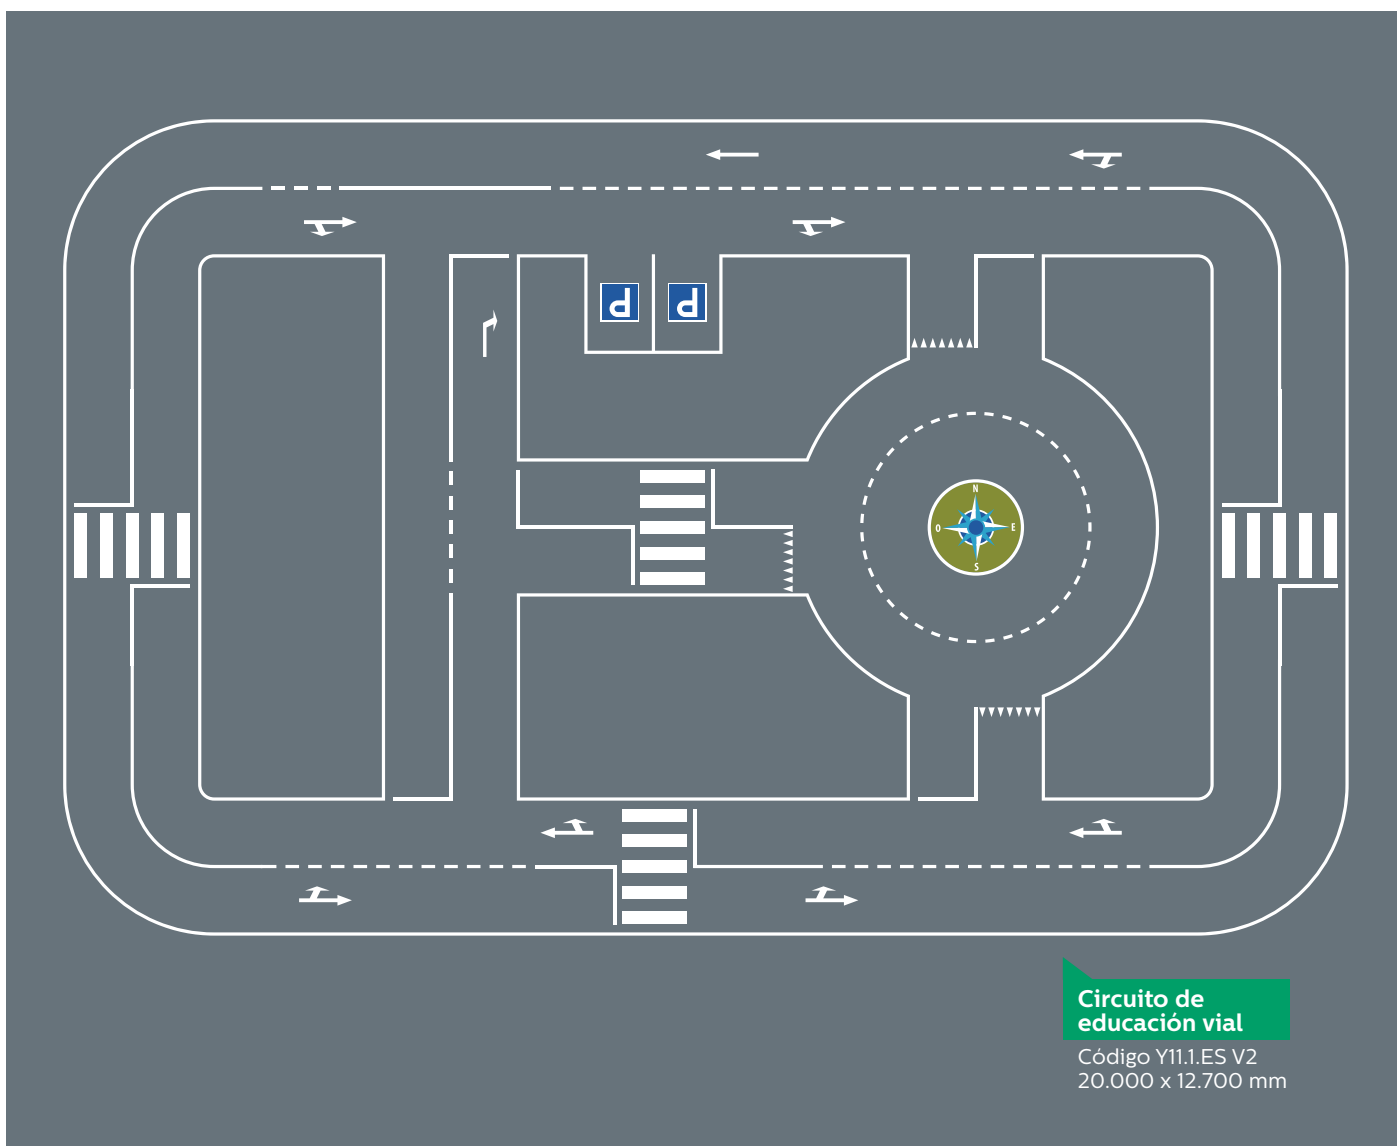 P P
N
O E
S
Circuito de
educación vial
Código Y11.1.ES V2
20.000 x 12.700 mm